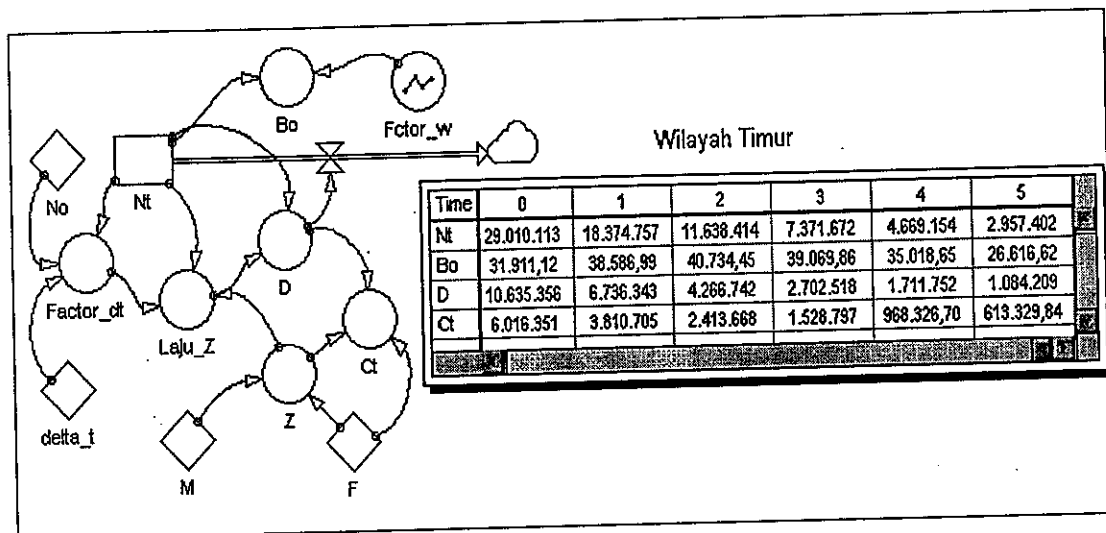 Bo
Fctor_w
Wilayah Timur
No
Nt
Factor_dt
Laju_Z
D
Ct
Z
delta_t
M
F
Time 0 1 2 3 4 5
Nt 29.010.113 18.374.757 11.638.414 7.371.672 4.669.154 2.957.402
Bo 31.911,12 38.586,99 40.734,45 39.069,86 35.018,65 26.616,62
D 10.635.356 6.736.343 4.266.742 2.702.518 1.711.752 1.084.209
Ct 6.016.351 3.810.705 2.413.668 1.528.797 968.326,70 613.329,84